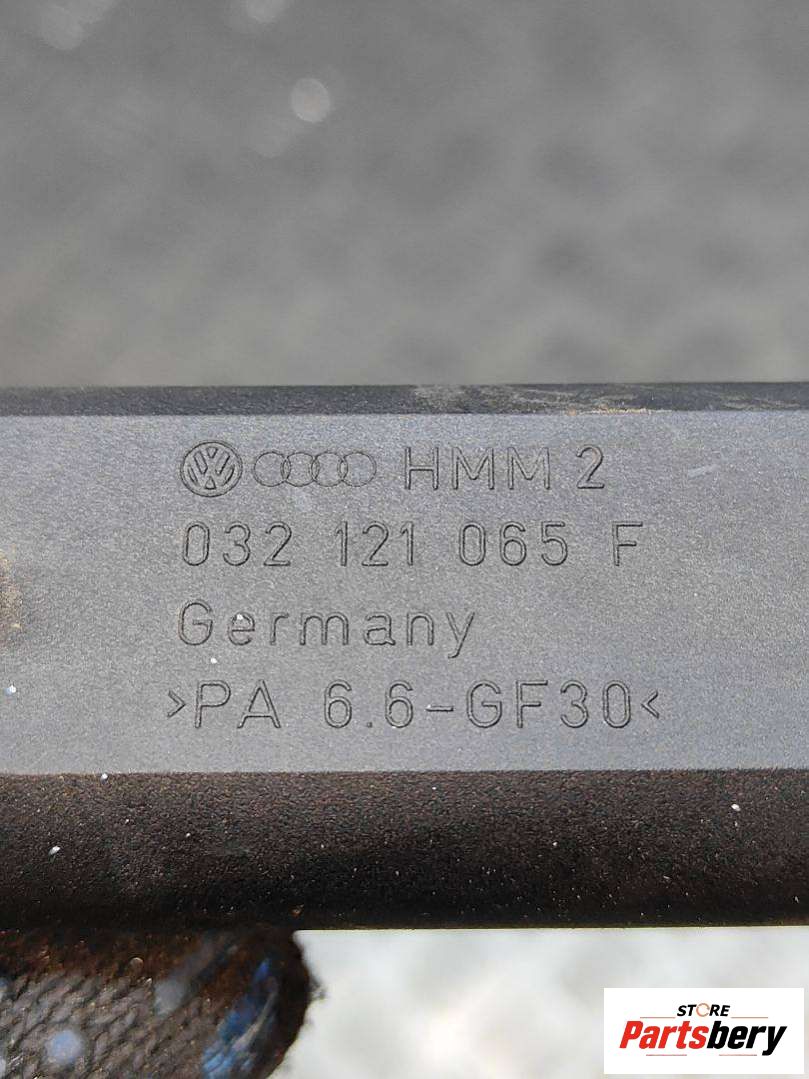 HMM 2
032 121 065 F
Germany
>PA 6.6-GF30<
STORE
Partsbery